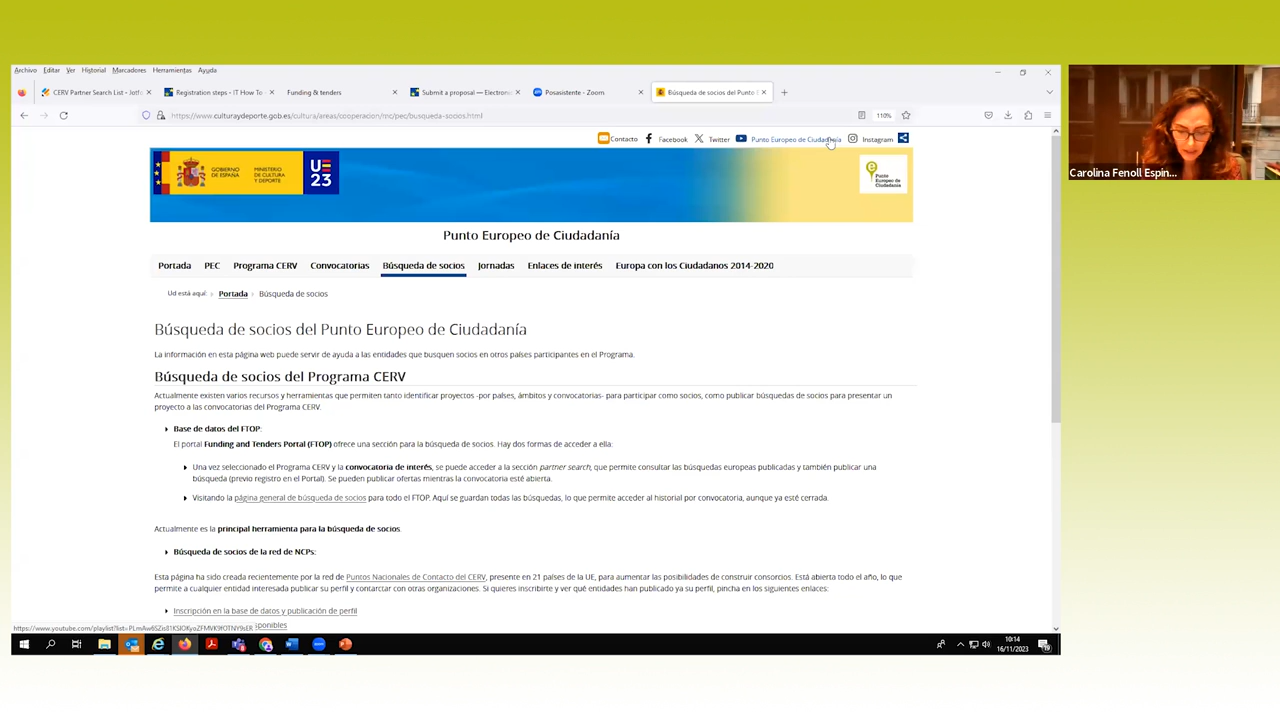 Archivo Editar Ver Historial Marcadores Herramientas Ayuda
CERV Partner Search List - JotFo
Registration steps - IT How To -
Funding & tenders
Submit a proposal — Electron
Posasistente - Zoom
Búsqueda de socios del Punto
https://www.culturaydeporte.gob.es/cultura/areas/cooperacion/mc/pec/busqueda-socios.html
110%
Contacto Facebook Twitter Punto Europeo de Ciudadanía Instagram
GOBIERNO DE ESPAÑA
MINISTERIO DE CULTURA Y DEPORTE
UE23
Punto Europeo de Ciudadanía
Punto Europeo de Ciudadanía
Portada PEC Programa CERV Convocatorias Búsqueda de socios Jornadas Enlaces de interés Europa con los Ciudadanos 2014-2020
Ud está aquí: Portada Búsqueda de socios
Búsqueda de socios del Punto Europeo de Ciudadanía
La información en esta página web puede servir de ayuda a las entidades que busquen socios en otros países participantes en el Programa.
Búsqueda de socios del Programa CERV
Actualmente existen varios recursos y herramientas que permiten tanto identificar proyectos -por países, ámbitos y convocatorias- para participar como socios, como publicar búsquedas de socios para presentar un
proyecto a las convocatorias del Programa CERV.
Base de datos del FTOP:
El portal Funding and Tenders Portal (FTOP) ofrece una sección para la búsqueda de socios. Hay dos formas de acceder a ella:
Una vez seleccionado el Programa CERV y la convocatoria de interés, se puede acceder a la sección partner search, que permite consultar las búsquedas europeas publicadas y también publicar una
búsqueda (previo registro en el Portal). Se pueden publicar ofertas mientras la convocatoria esté abierta.
Visitando la página general de búsqueda de socios para todo el FTOP. Aquí se guardan todas las búsquedas, lo que permite acceder al historial por convocatoria, aunque ya esté cerrada.
Actualmente es la principal herramienta para la búsqueda de socios.
Búsqueda de socios de la red de NCPs:
Esta página ha sido creada recientemente por la red de Puntos Nacionales de Contacto del CERV, presente en 21 países de la UE, para aumentar las posibilidades de construir consorcios. Está abierta todo el año, lo que
permite a cualquier entidad interesada publicar su perfil y contarcar con otras organizaciones. Si quieres inscribirte y ver qué entidades han publicado ya su perfil, pincha en los siguientes enlaces:
Inscripción en la base de datos y publicación de perfil
sponibles
10:14
16/11/2023
Carolina Fenoll Espín...